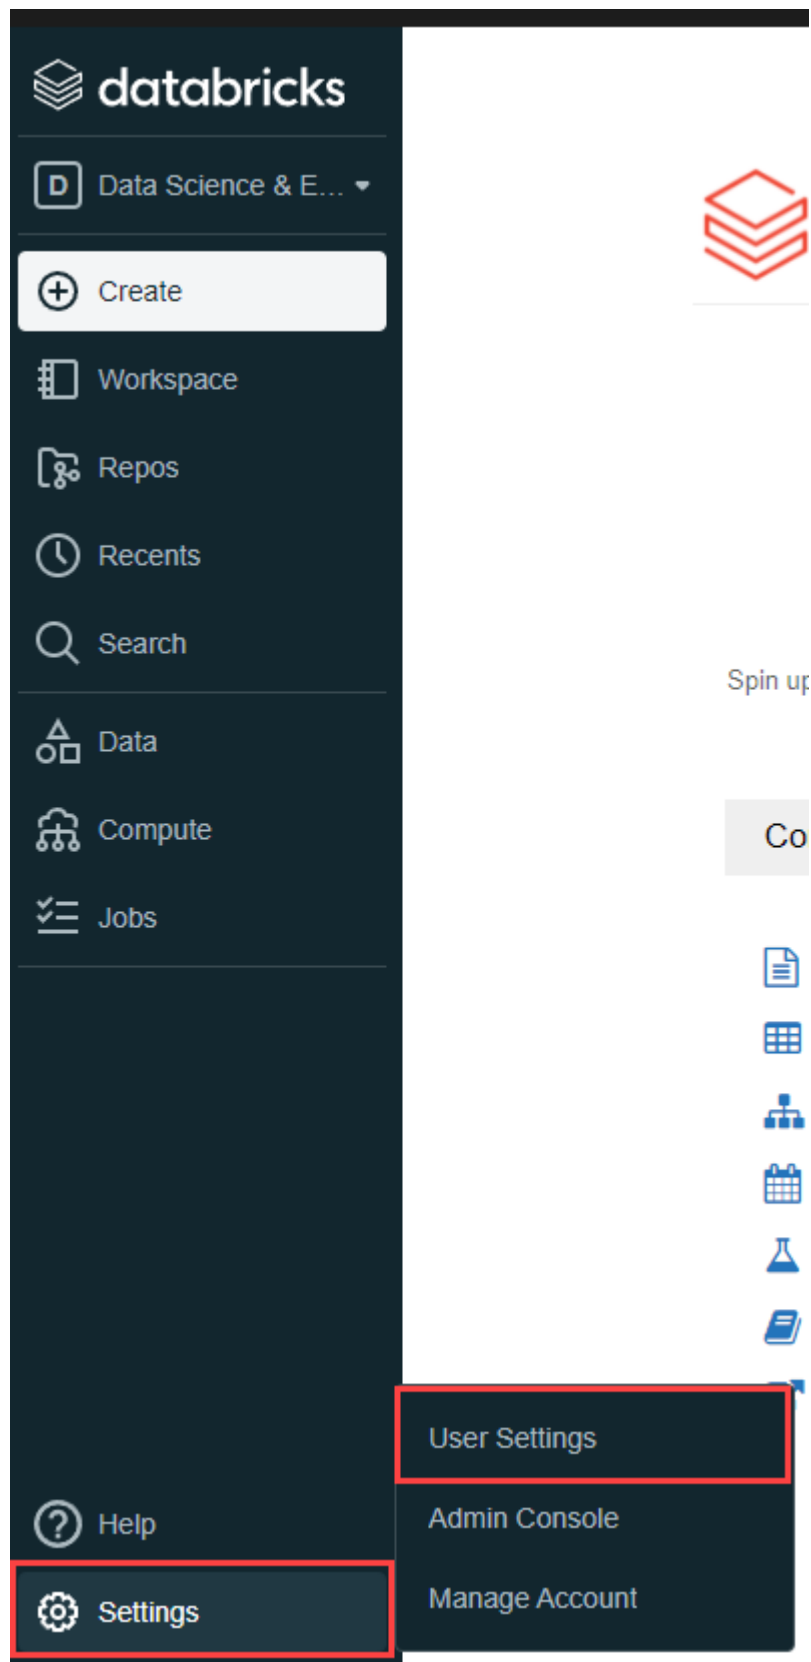 databricks
D Data Science & E...
Create
Workspace
Repos
Recents
Search
Data
Compute
Jobs
Help
Settings
Spin up
Co
User Settings
Admin Console
Manage Account